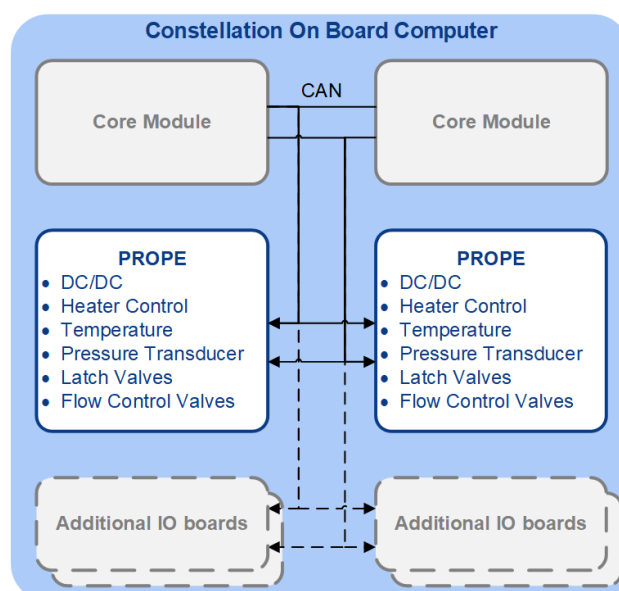 Constellation On Board Computer
CAN
Core Module
Core Module
PROPE
• DC/DC
• Heater Control
• Temperature
• Pressure Transducer
• Latch Valves
• Flow Control Valves
PROPE
• DC/DC
• Heater Control
• Temperature
• Pressure Transducer
• Latch Valves
• Flow Control Valves
Additional IO boards
Additional IO boards